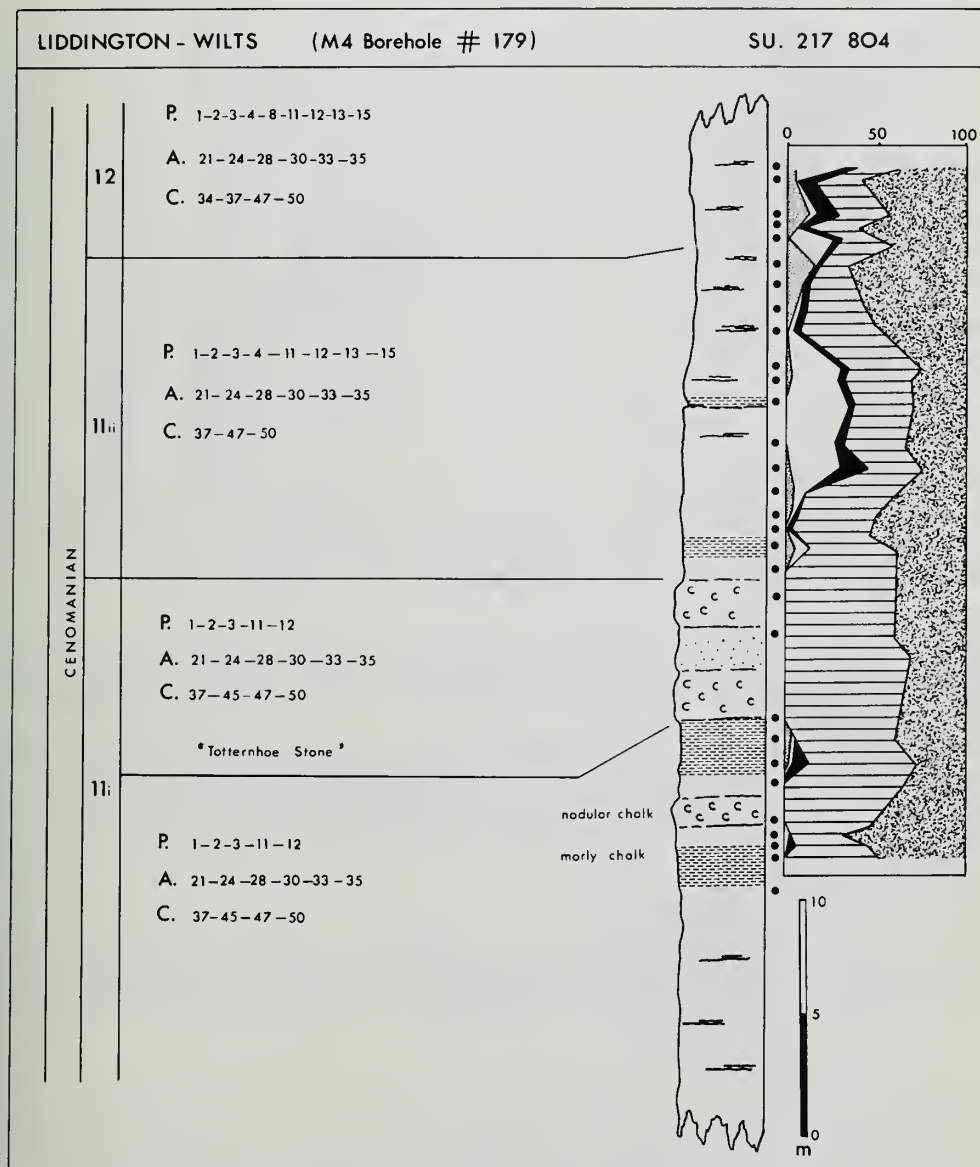 LIDDINGTON - WILTS (M4 Borehole # 179) SU. 217 804
P. 1-2-3-4-8-11-12-13-15
0 50 100
A. 21-24-28-30-33-35
12
C. 34-37-47-50
P. 1-2-3-4-11-12-13-15
A. 21-24-28-30-33-35
11ii
C. 37-47-50
CENOMANIAN
P. 1-2-3-11-12
A. 21-24-28-30-33-35
C. 37-45-47-50
"Totternhoe Stone"
11i
nodular chalk
P. 1-2-3-11-12
morly chalk
A. 21-24-28-30-33-35
C. 37-45-47-50
10
5
0
m